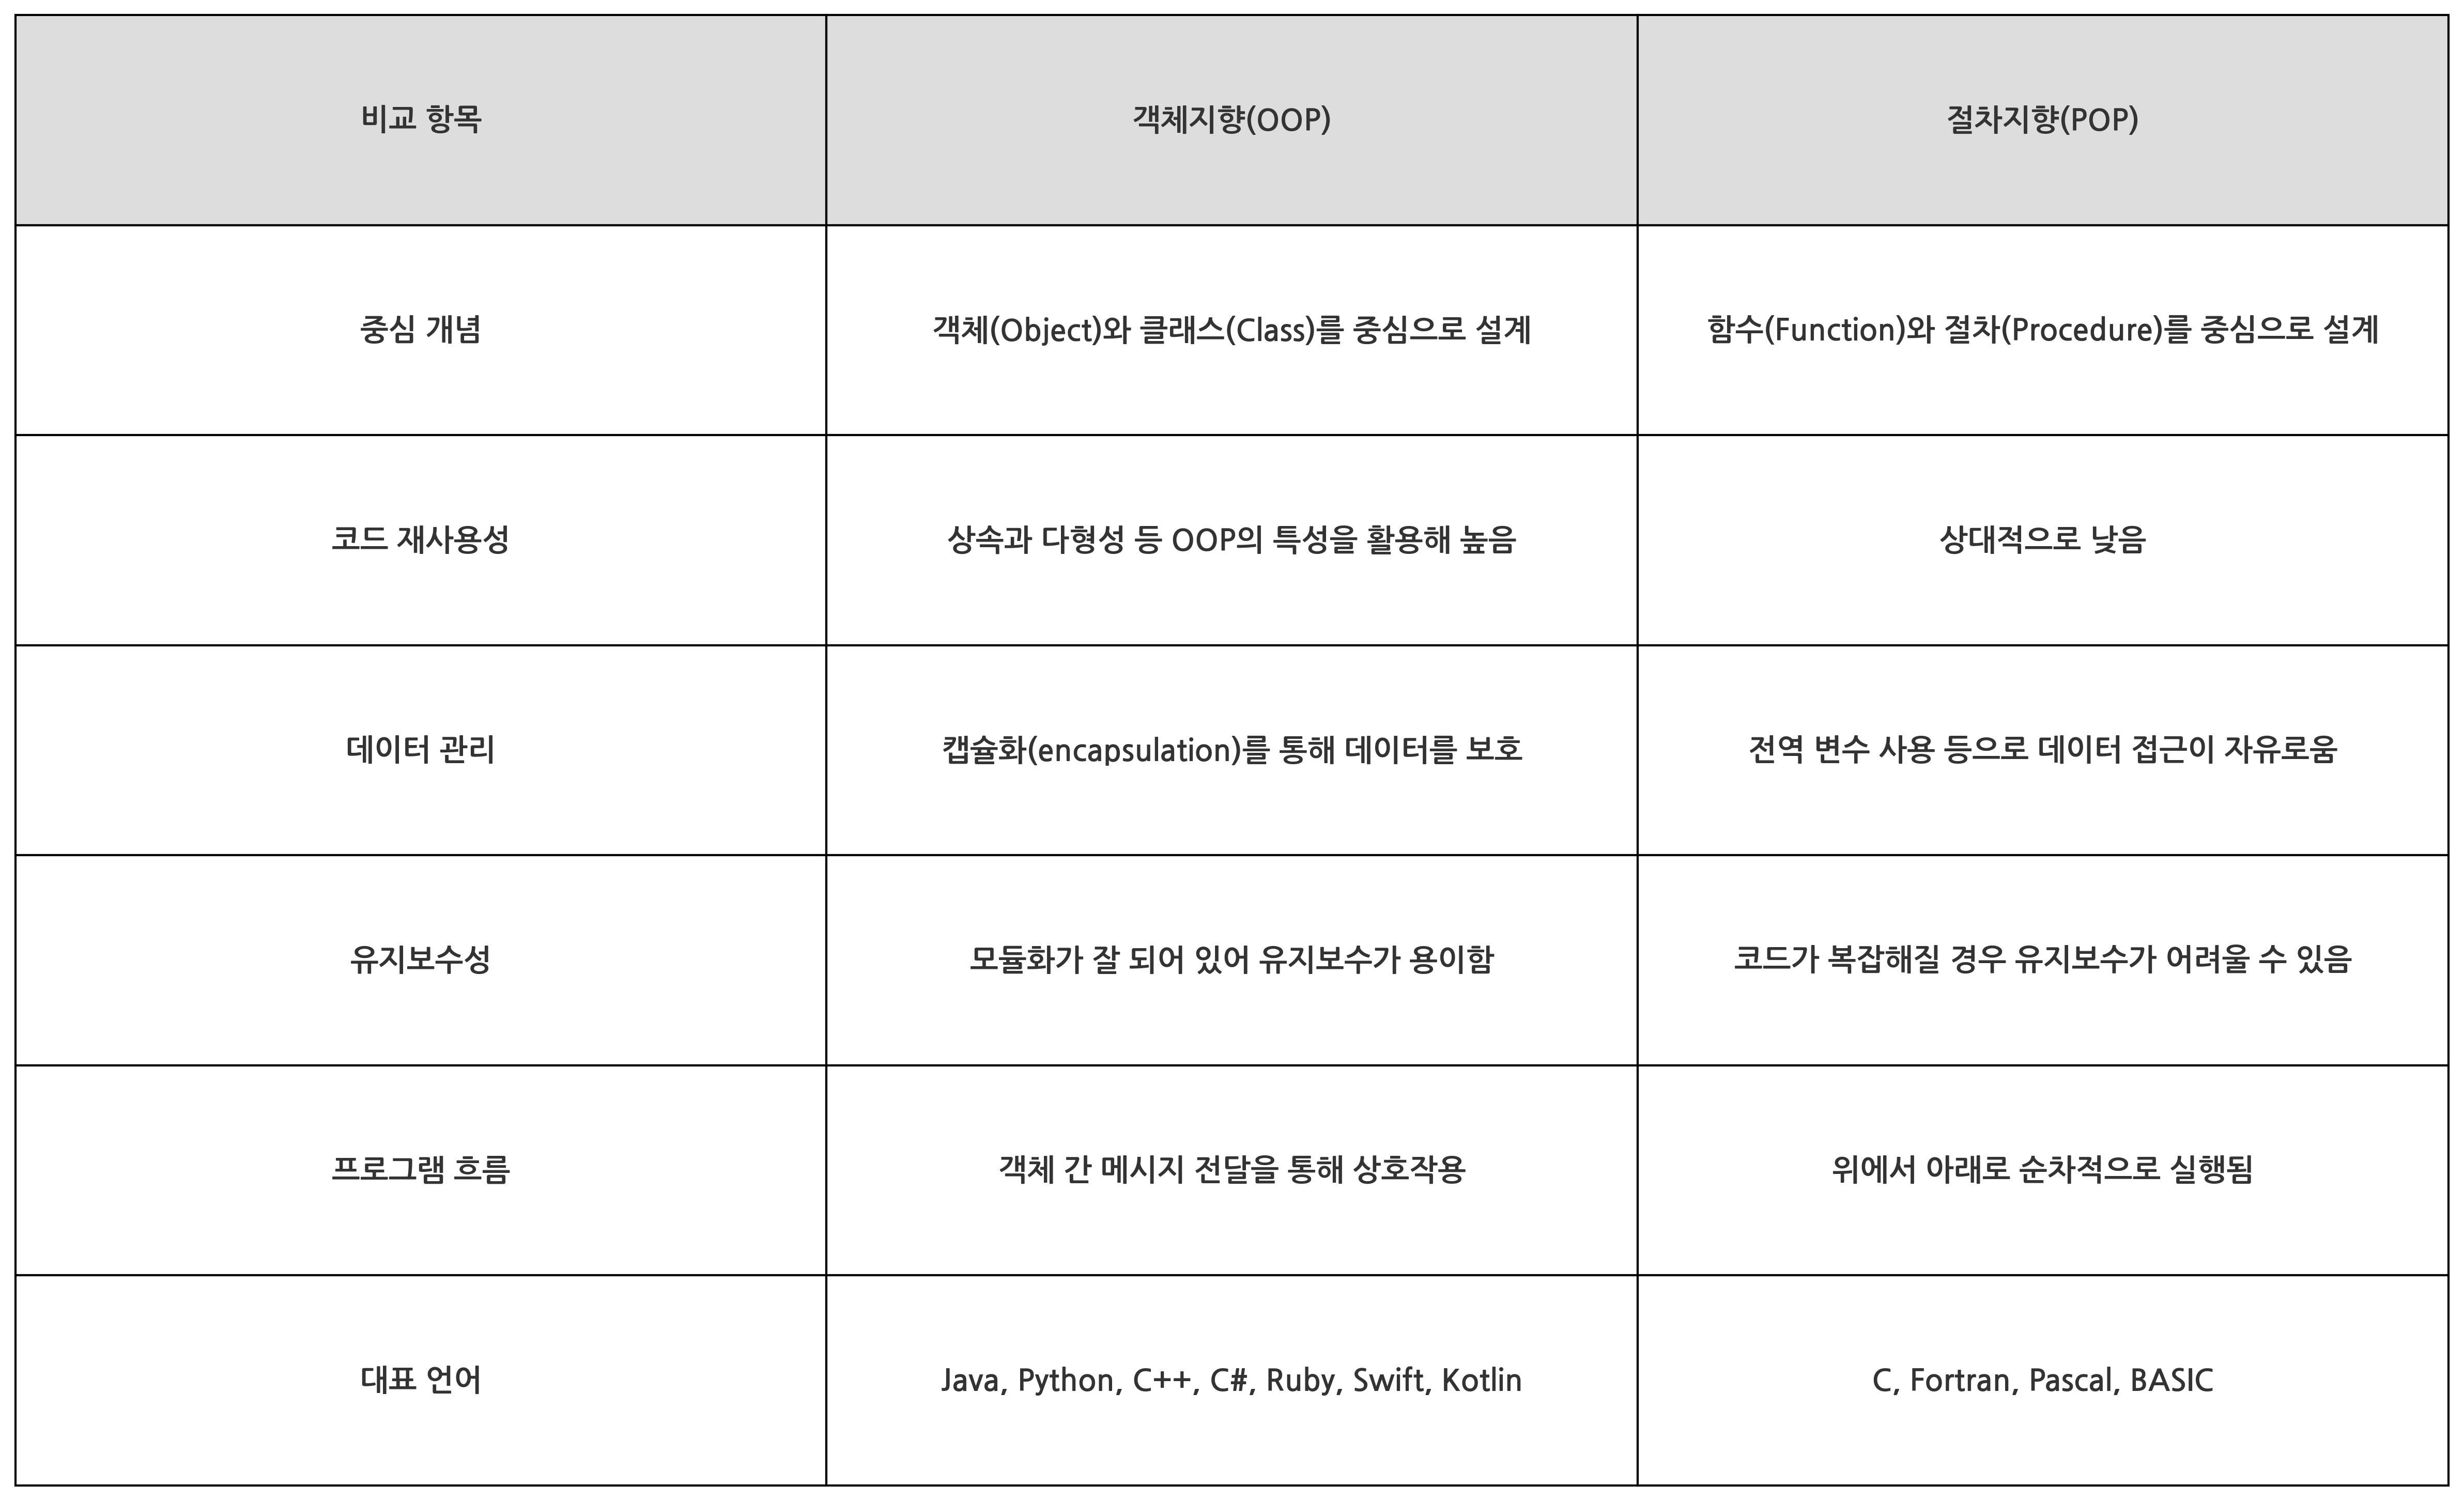 비교 항목
객체지향(OOP)
절차지향(POP)
중심 개념
객체(Object)와 클래스(Class)를 중심으로 설계
함수(Function)와 절차(Procedure)를 중심으로 설계
코드 재사용성
상속과 다형성 등 OOP의 특성을 활용해 높음
상대적으로 낮음
데이터 관리
캡슐화(encapsulation)를 통해 데이터를 보호
전역 변수 사용 등으로 데이터 접근이 자유로움
유지보수성
모듈화가 잘 되어 있어 유지보수가 용이함
코드가 복잡해질 경우 유지보수가 어려울 수 있음
프로그램 흐름
객체 간 메시지 전달을 통해 상호작용
위에서 아래로 순차적으로 실행됨
대표 언어
Java, Python, C++, C#, Ruby, Swift, Kotlin
C, Fortran, Pascal, BASIC